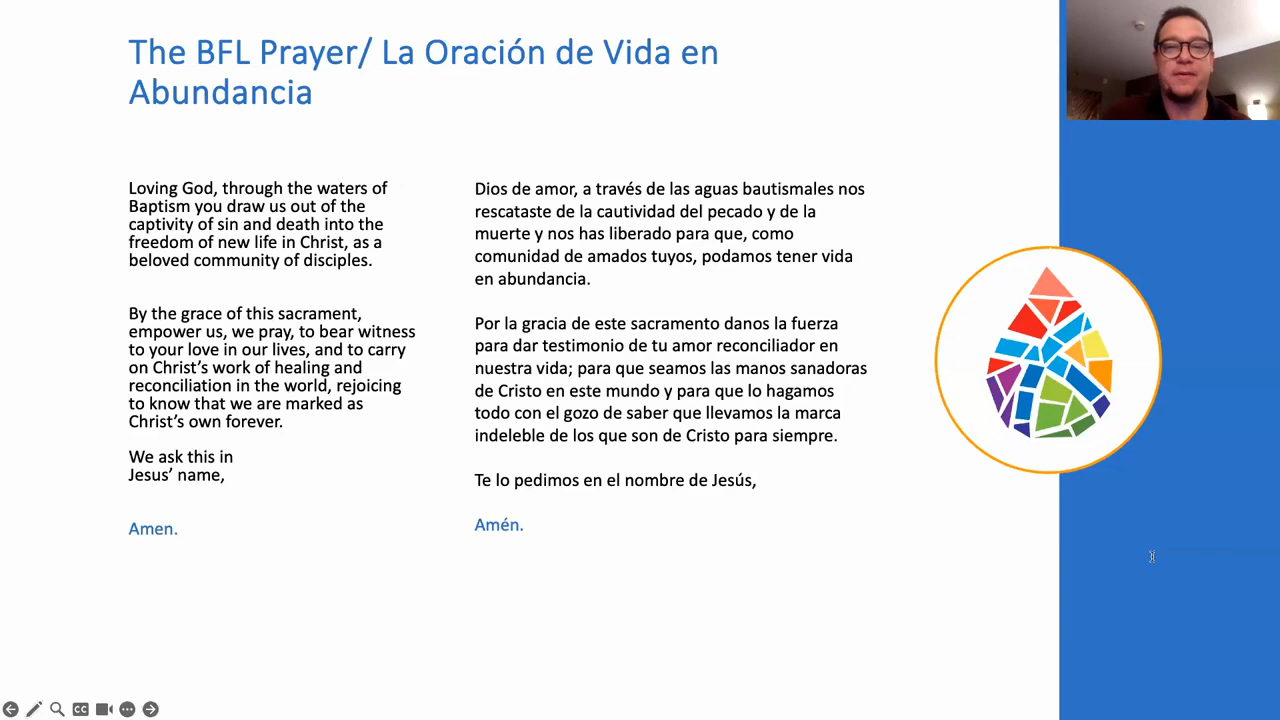 The BFL Prayer/ La Oración de Vida en
Abundancia
Loving God, through the waters of
Baptism you draw us out of the
captivity of sin and death into the
freedom of new life in Christ, as a
beloved community of disciples.
By the grace of this sacrament,
empower us, we pray, to bear witness
to your love in our lives, and to carry
on Christ’s work of healing and
reconciliation in the world, rejoicing
to know that we are marked as
Christ’s own forever.
We ask this in
Jesus’ name,
Amen.
Dios de amor, a través de las aguas bautismales nos
rescataste de la cautividad del pecado y de la
muerte y nos has liberado para que, como
comunidad de amados tuyos, podamos tener vida
en abundancia.
Por la gracia de este sacramento danos la fuerza
para dar testimonio de tu amor reconciliador en
nuestra vida; para que seamos las manos sanadoras
de Cristo en este mundo y para que lo hagamos
todo con el gozo de saber que llevamos la marca
indeleble de los que son de Cristo para siempre.
Te lo pedimos en el nombre de Jesús,
Amén.
CC